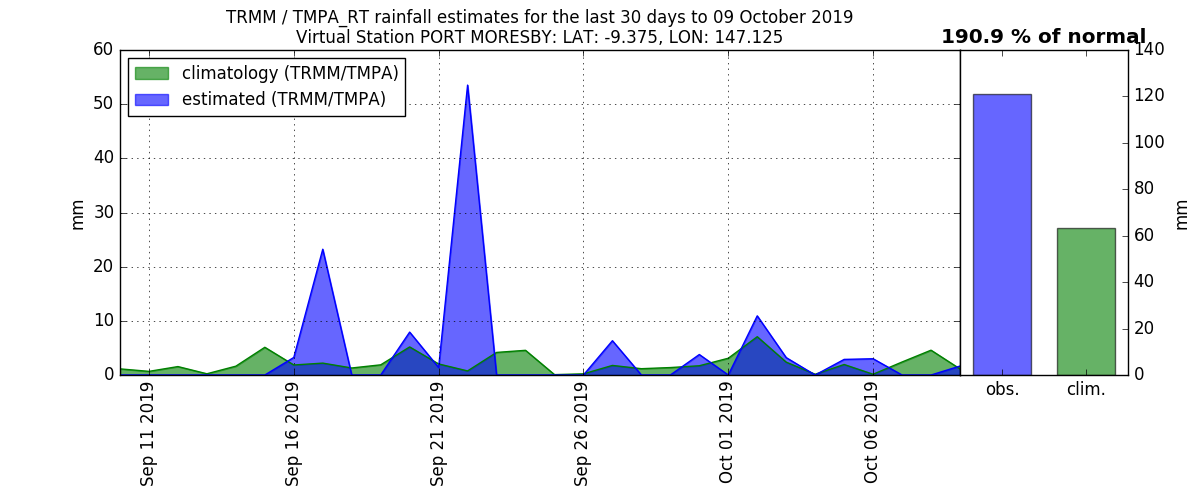 TRMM / TMPA_RT rainfall estimates for the last 30 days to 09 October 2019
Virtual Station PORT MORESBY: LAT: -9.375, LON: 147.125
190.9 % of normal
climatology (TRMM/TMPA)
estimated (TRMM/TMPA)
mm
60
50
40
30
20
10
0
Sep 11 2019
Sep 16 2019
Sep 21 2019
Sep 26 2019
Oct 01 2019
Oct 06 2019
140
120
100
80
60
40
20
0
mm
obs.
clim.